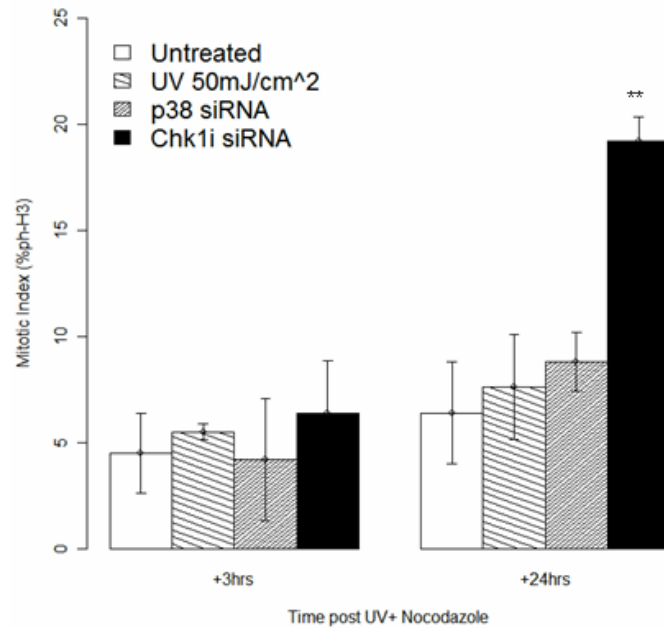 25
20
15
10
5
0
Mitotic Index (%ph-H3)
Untreated
UV 50mJ/cm^2
p38 siRNA
Chk1i siRNA
**
+3hrs
+24hrs
Time post UV+ Nocodazole